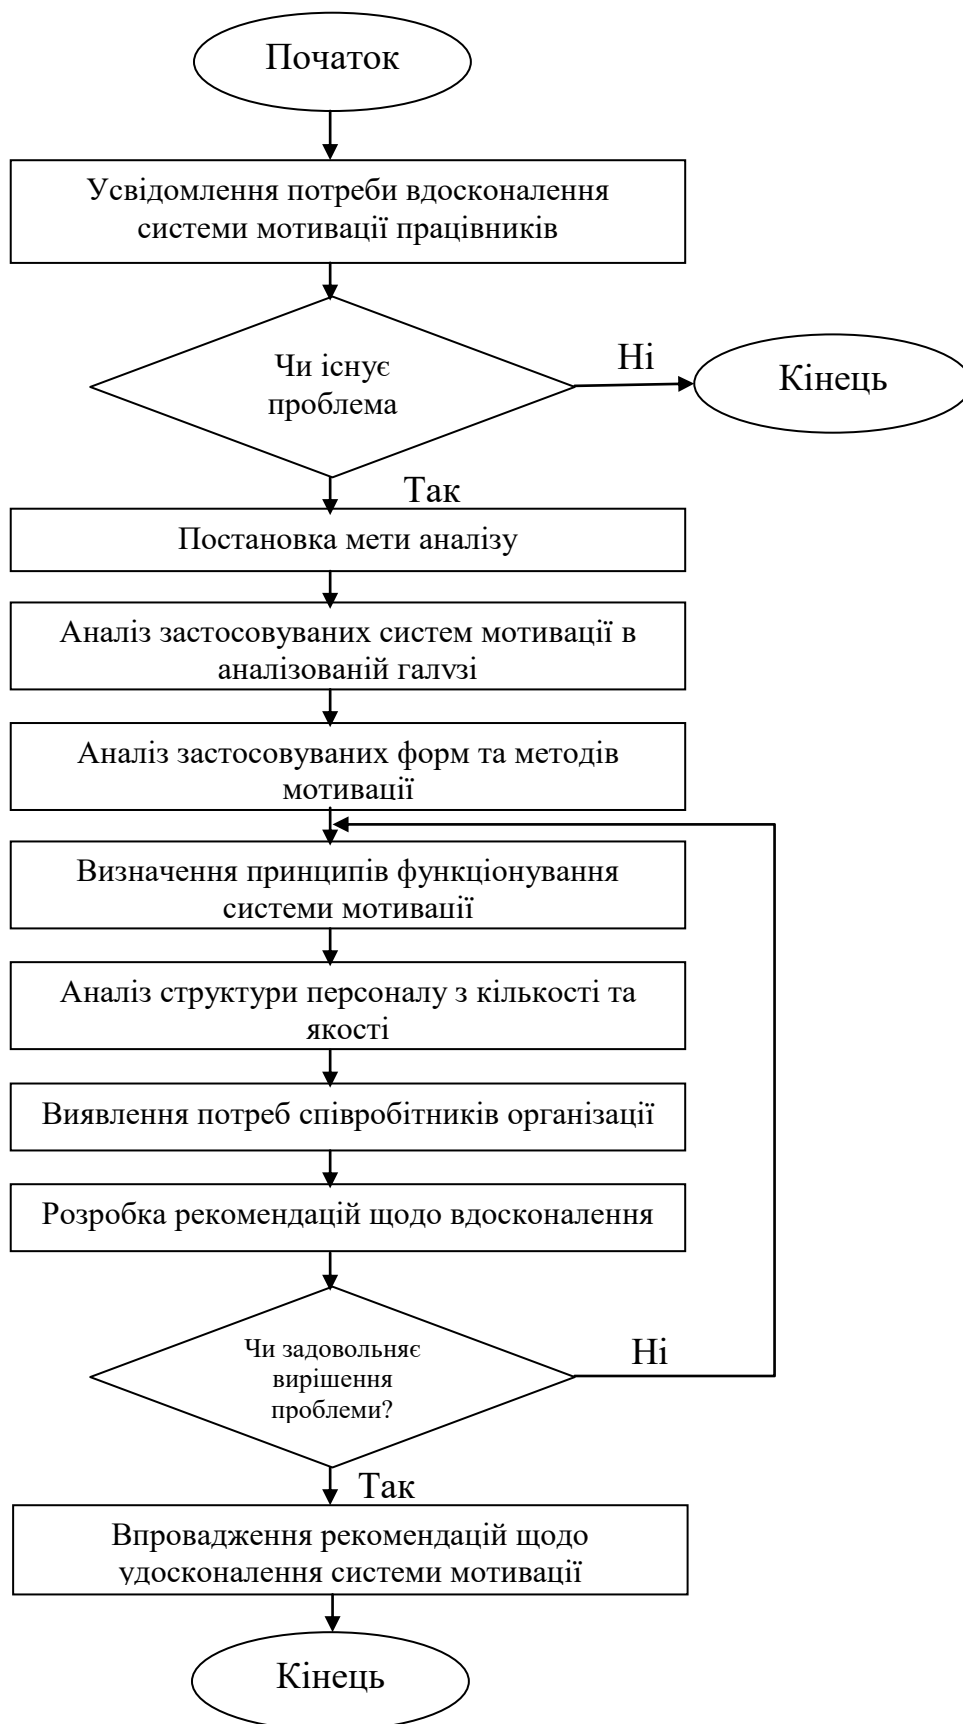 Початок
Усвідомлення потреби вдосконалення
системи мотивації працівників
Чи існує
проблема
Ні
Кінець
Так
Постановка мети аналізу
Аналіз застосовуваних систем мотивації в
аналізованій галузі
Аналіз застосовуваних форм та методів
мотивації
Визначення принципів функціонування
системи мотивації
Аналіз структури персоналу з кількості та
якості
Виявлення потреб співробітників організації
Розробка рекомендацій щодо вдосконалення
Чи задовольняє
вирішення
проблеми?
Ні
Так
Впровадження рекомендацій щодо
удосконалення системи мотивації
Кінець